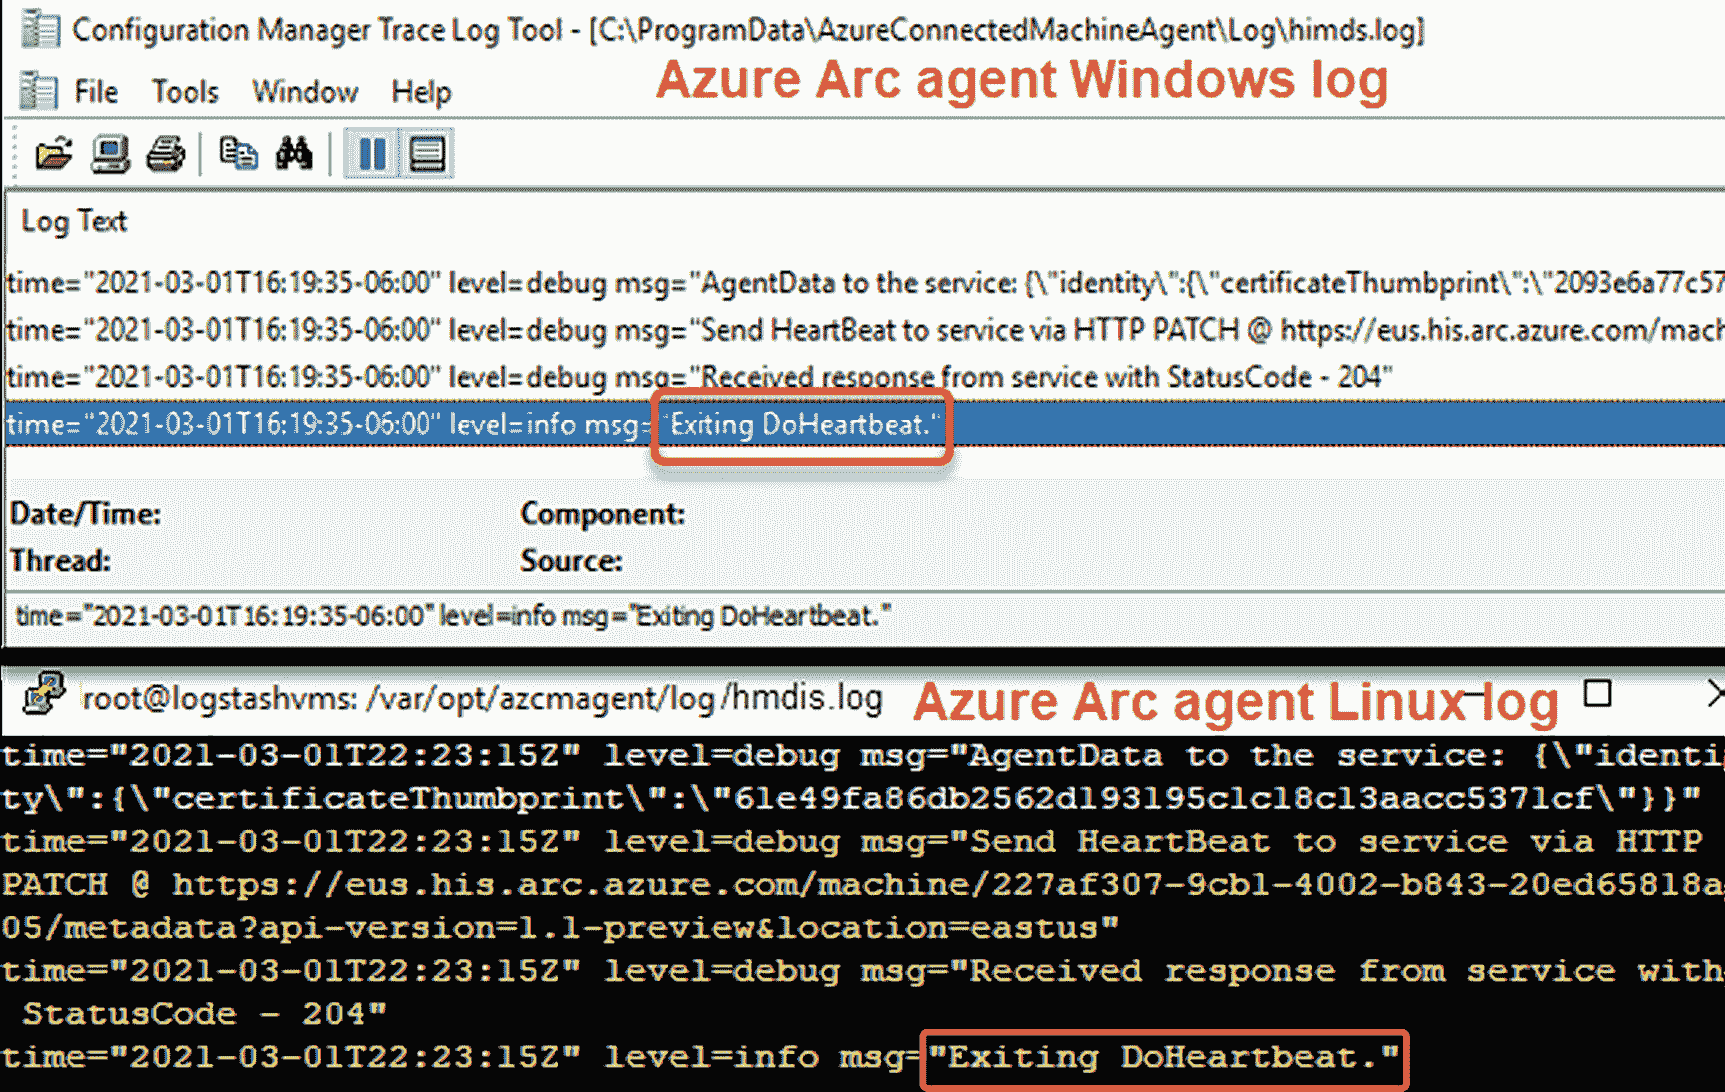 Configuration Manager Trace Log Tool - [C:\ProgramData\AzureConnectedMachineAgent\Log\himds.log]
File Tools Window Help
Azure Arc agent Windows log
Log Text
time="2021-03-01T16:19:35-06:00" level=debug msg="AgentData to the service: {\"identity\":{\"certificateThumbprint\":\"2093e6a77c57
time="2021-03-01T16:19:35-06:00" level=debug msg="Send HeartBeat to service via HTTP PATCH @ https://eus.his.arc.azure.com/mach
time="2021-03-01T16:19:35-06:00" level=debug msg="Received response from service with StatusCode - 204"
time="2021-03-01T16:19:35-06:00" level=info msg="Exiting DoHeartbeat."
Date/Time: Component:
Thread: Source:
time="2021-03-01T16:19:35-06:00" level=info msg="Exiting DoHeartbeat."
root@logstashvms: /var/opt/azcmagent/log/hmdis.log
Azure Arc agent Linux log
time="2021-03-01T22:23:15Z" level=debug msg="AgentData to the service: {\"identi
ty\":{\"certificateThumbprint\":\"61e49fa86db2562d193195c1c18c13aacc5371cf\"}}"
time="2021-03-01T22:23:15Z" level=debug msg="Send HeartBeat to service via HTTP
PATCH @ https://eus.his.arc.azure.com/machine/227af307-9cb1-4002-b843-20ed65818a
05/metadata?api-version=1.1-preview&location=eastus"
time="2021-03-01T22:23:15Z" level=debug msg="Received response from service with
StatusCode - 204"
time="2021-03-01T22:23:15Z" level=info msg="Exiting DoHeartbeat."